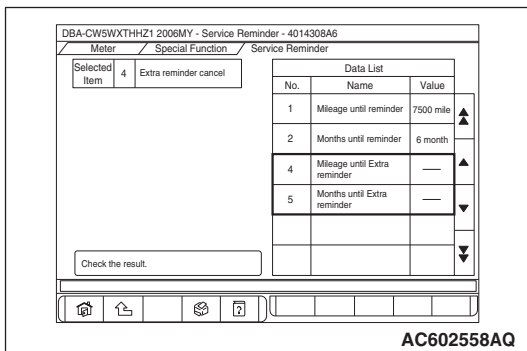 DBA-CW5WXTHHZ1 2006MY - Service Reminder - 4014308A6
Meter / Special Function / Service Reminder
Selected Item 4 Extra reminder cancel
Data List
No. Name Value
1 Mileage until reminder 7500 mile
2 Months until reminder 6 month
4 Mileage until Extra reminder —
5 Months until Extra reminder —
Check the result.
?
AC602558AQ